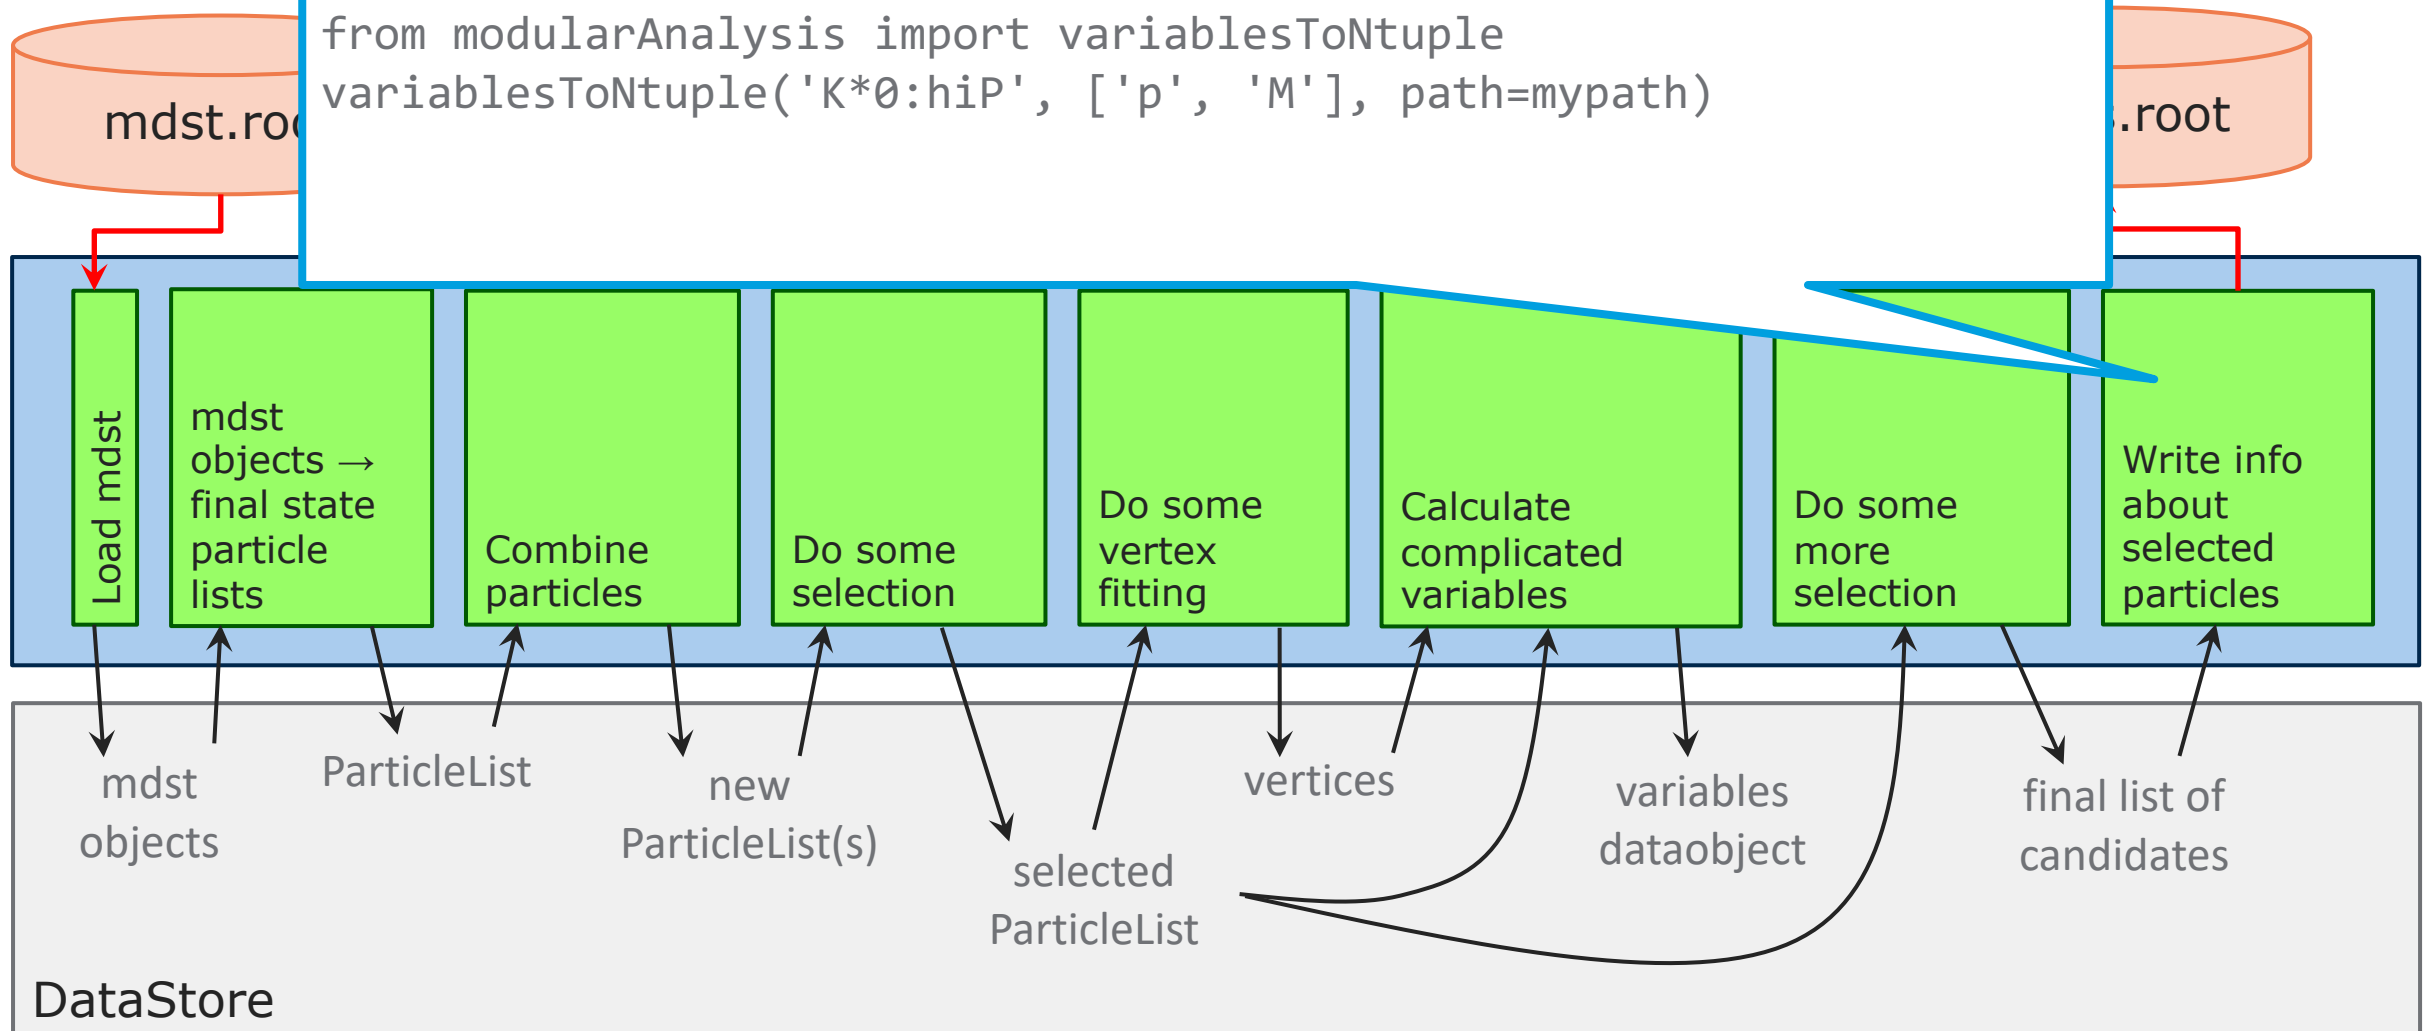 from modularAnalysis import variablesToNtuple
variablesToNtuple('K*0:hiP', ['p', 'M'], path=mypath)
.root
Load mdst
mdst
objects →
final state
particle
lists
Combine
particles
Do some
selection
Do some
vertex
fitting
Calculate
complicated
variables
Do some
more
selection
Write info
about
selected
particles
mdst
objects
ParticleList
new
ParticleList(s)
selected
ParticleList
vertices
variables
dataobject
final list of
candidates
DataStore